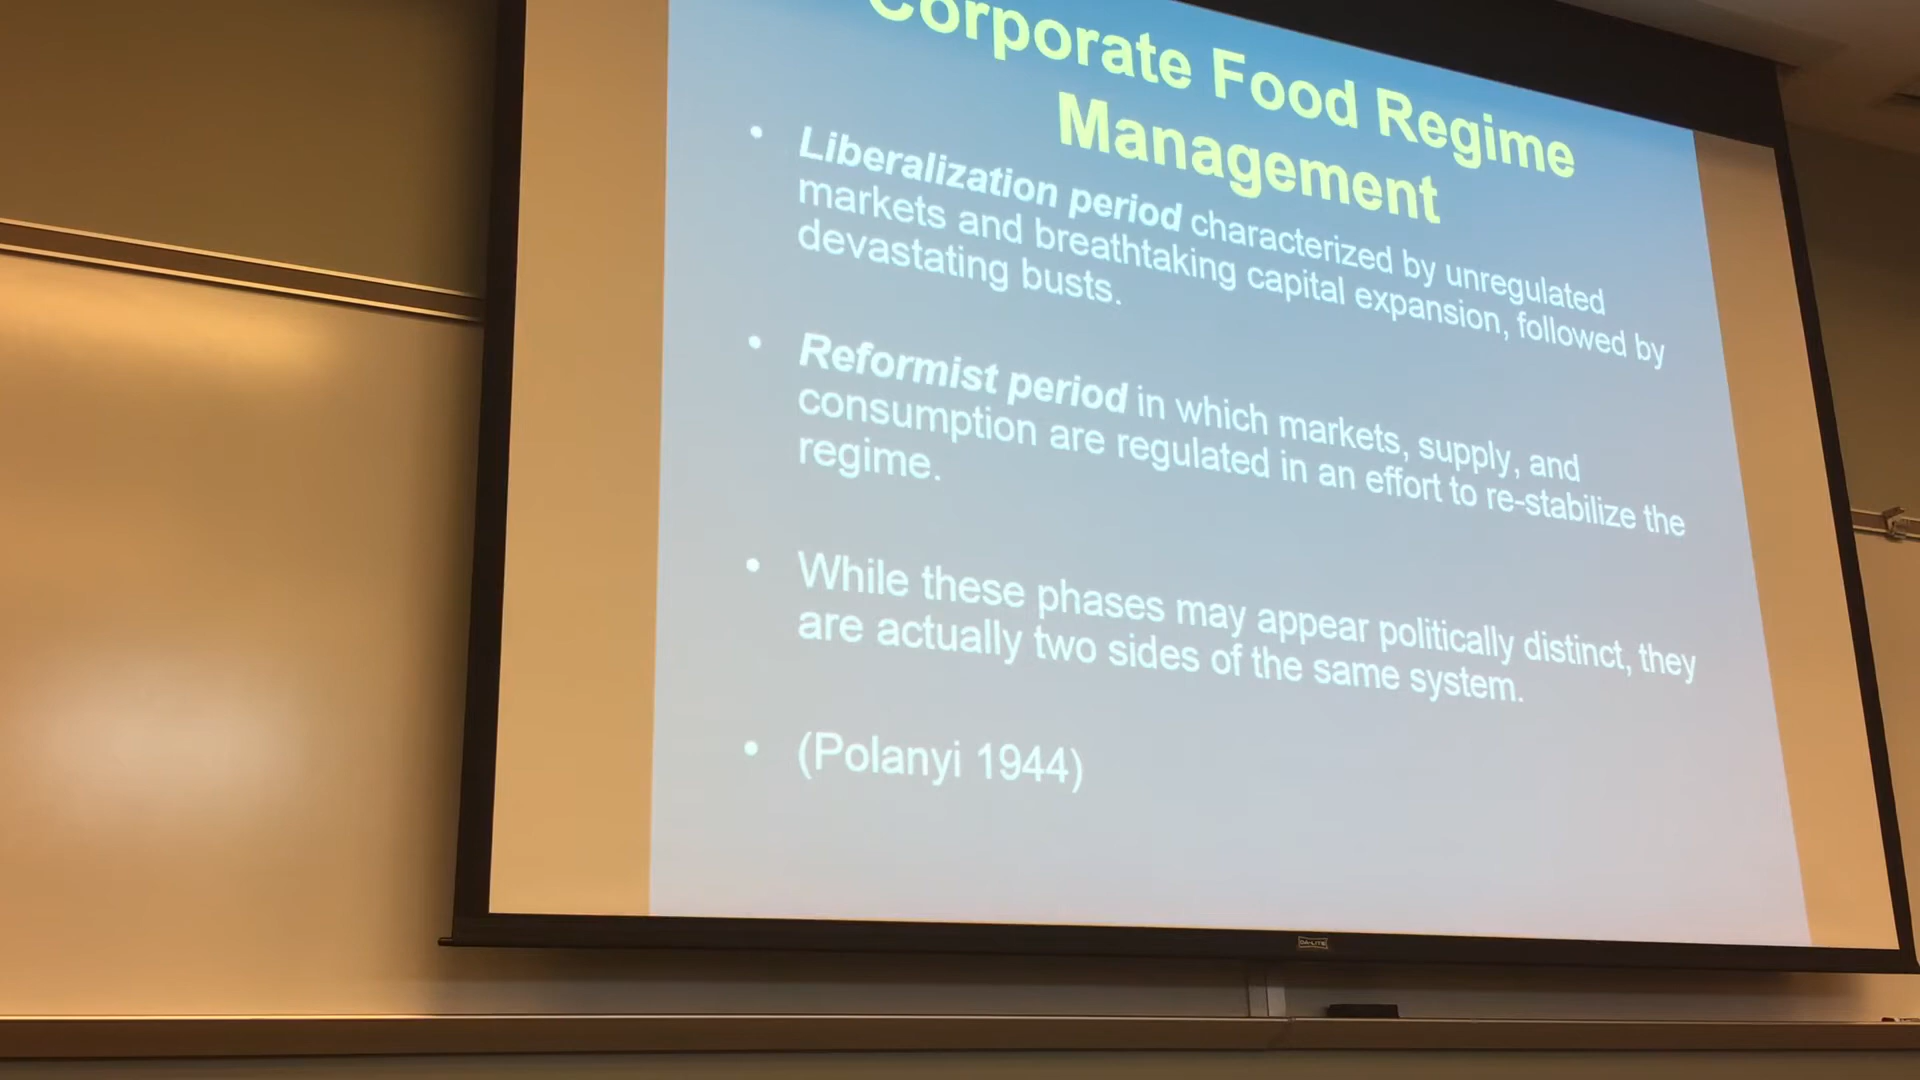 Corporate Food Regime
Management
• Liberalization period characterized by unregulated
markets and breathtaking capital expansion, followed by
devastating busts.
• Reformist period in which markets, supply, and
consumption are regulated in an effort to re-stabilize the
regime.
• While these phases may appear politically distinct, they
are actually two sides of the same system.
• (Polanyi 1944)
DA-LITE